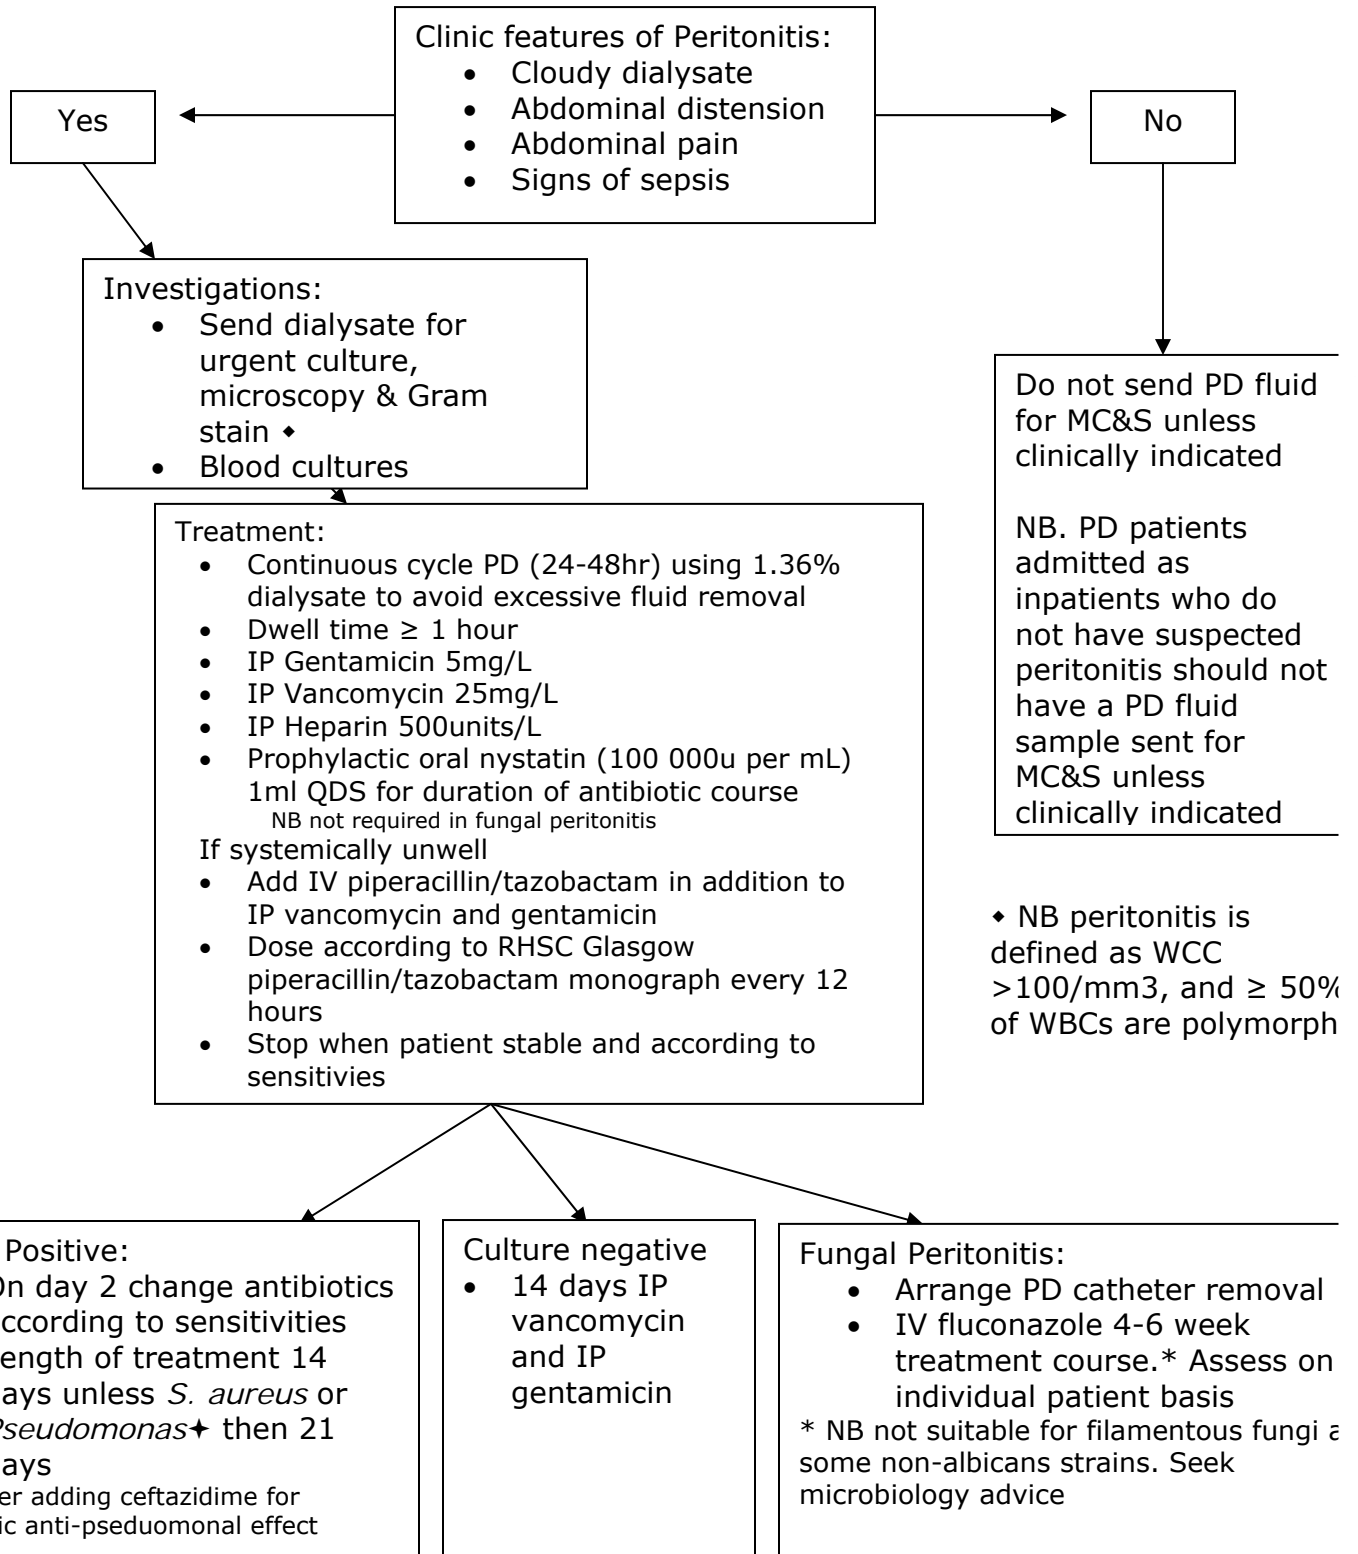 Clinic features of Peritonitis:
• Cloudy dialysate
• Abdominal distension
• Abdominal pain
• Signs of sepsis
Yes
No
Investigations:
• Send dialysate for
urgent culture,
microscopy & Gram
stain ◆
• Blood cultures
Do not send PD fluid
for MC&S unless
clinically indicated
NB. PD patients
admitted as
inpatients who do
not have suspected
peritonitis should not
have a PD fluid
sample sent for
MC&S unless
clinically indicated
Treatment:
• Continuous cycle PD (24-48hr) using 1.36%
dialysate to avoid excessive fluid removal
• Dwell time ≥ 1 hour
• IP Gentamicin 5mg/L
• IP Vancomycin 25mg/L
• IP Heparin 500units/L
• Prophylactic oral nystatin (100 000u per mL)
1ml QDS for duration of antibiotic course
NB not required in fungal peritonitis
If systemically unwell
• Add IV piperacillin/tazobactam in addition to
IP vancomycin and gentamicin
• Dose according to RHSC Glasgow
piperacillin/tazobactam monograph every 12
hours
• Stop when patient stable and according to
sensitivies
◆ NB peritonitis is
defined as WCC
>100/mm3, and ≥ 50%
of WBCs are polymorph
Positive:
On day 2 change antibiotics
according to sensitivities
length of treatment 14
days unless S. aureus or
Pseudomonas✦ then 21
days
adding ceftazidime for
anti-pseduomonal effect
Culture negative
• 14 days IP
vancomycin
and IP
gentamicin
Fungal Peritonitis:
• Arrange PD catheter removal
• IV fluconazole 4-6 week
treatment course.* Assess on
individual patient basis
* NB not suitable for filamentous fungi
some non-albicans strains. Seek
microbiology advice